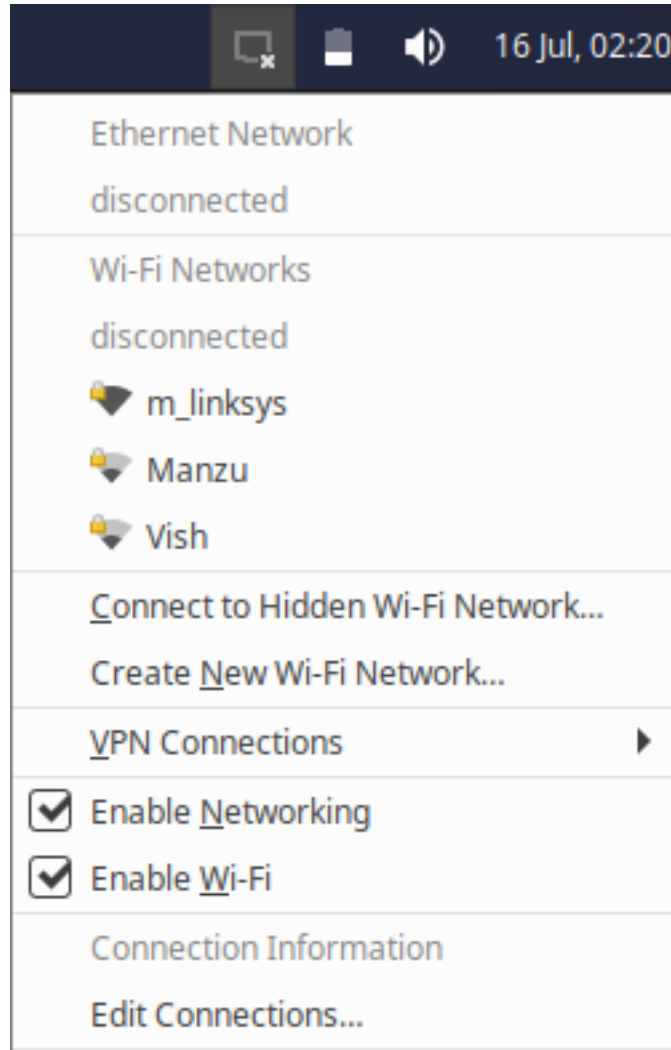 16 Jul, 02:20
Ethernet Network
disconnected
Wi-Fi Networks
disconnected
m_linksys
Manzu
Vish
Connect to Hidden Wi-Fi Network...
Create New Wi-Fi Network...
VPN Connections
Enable Networking
Enable Wi-Fi
Connection Information
Edit Connections...